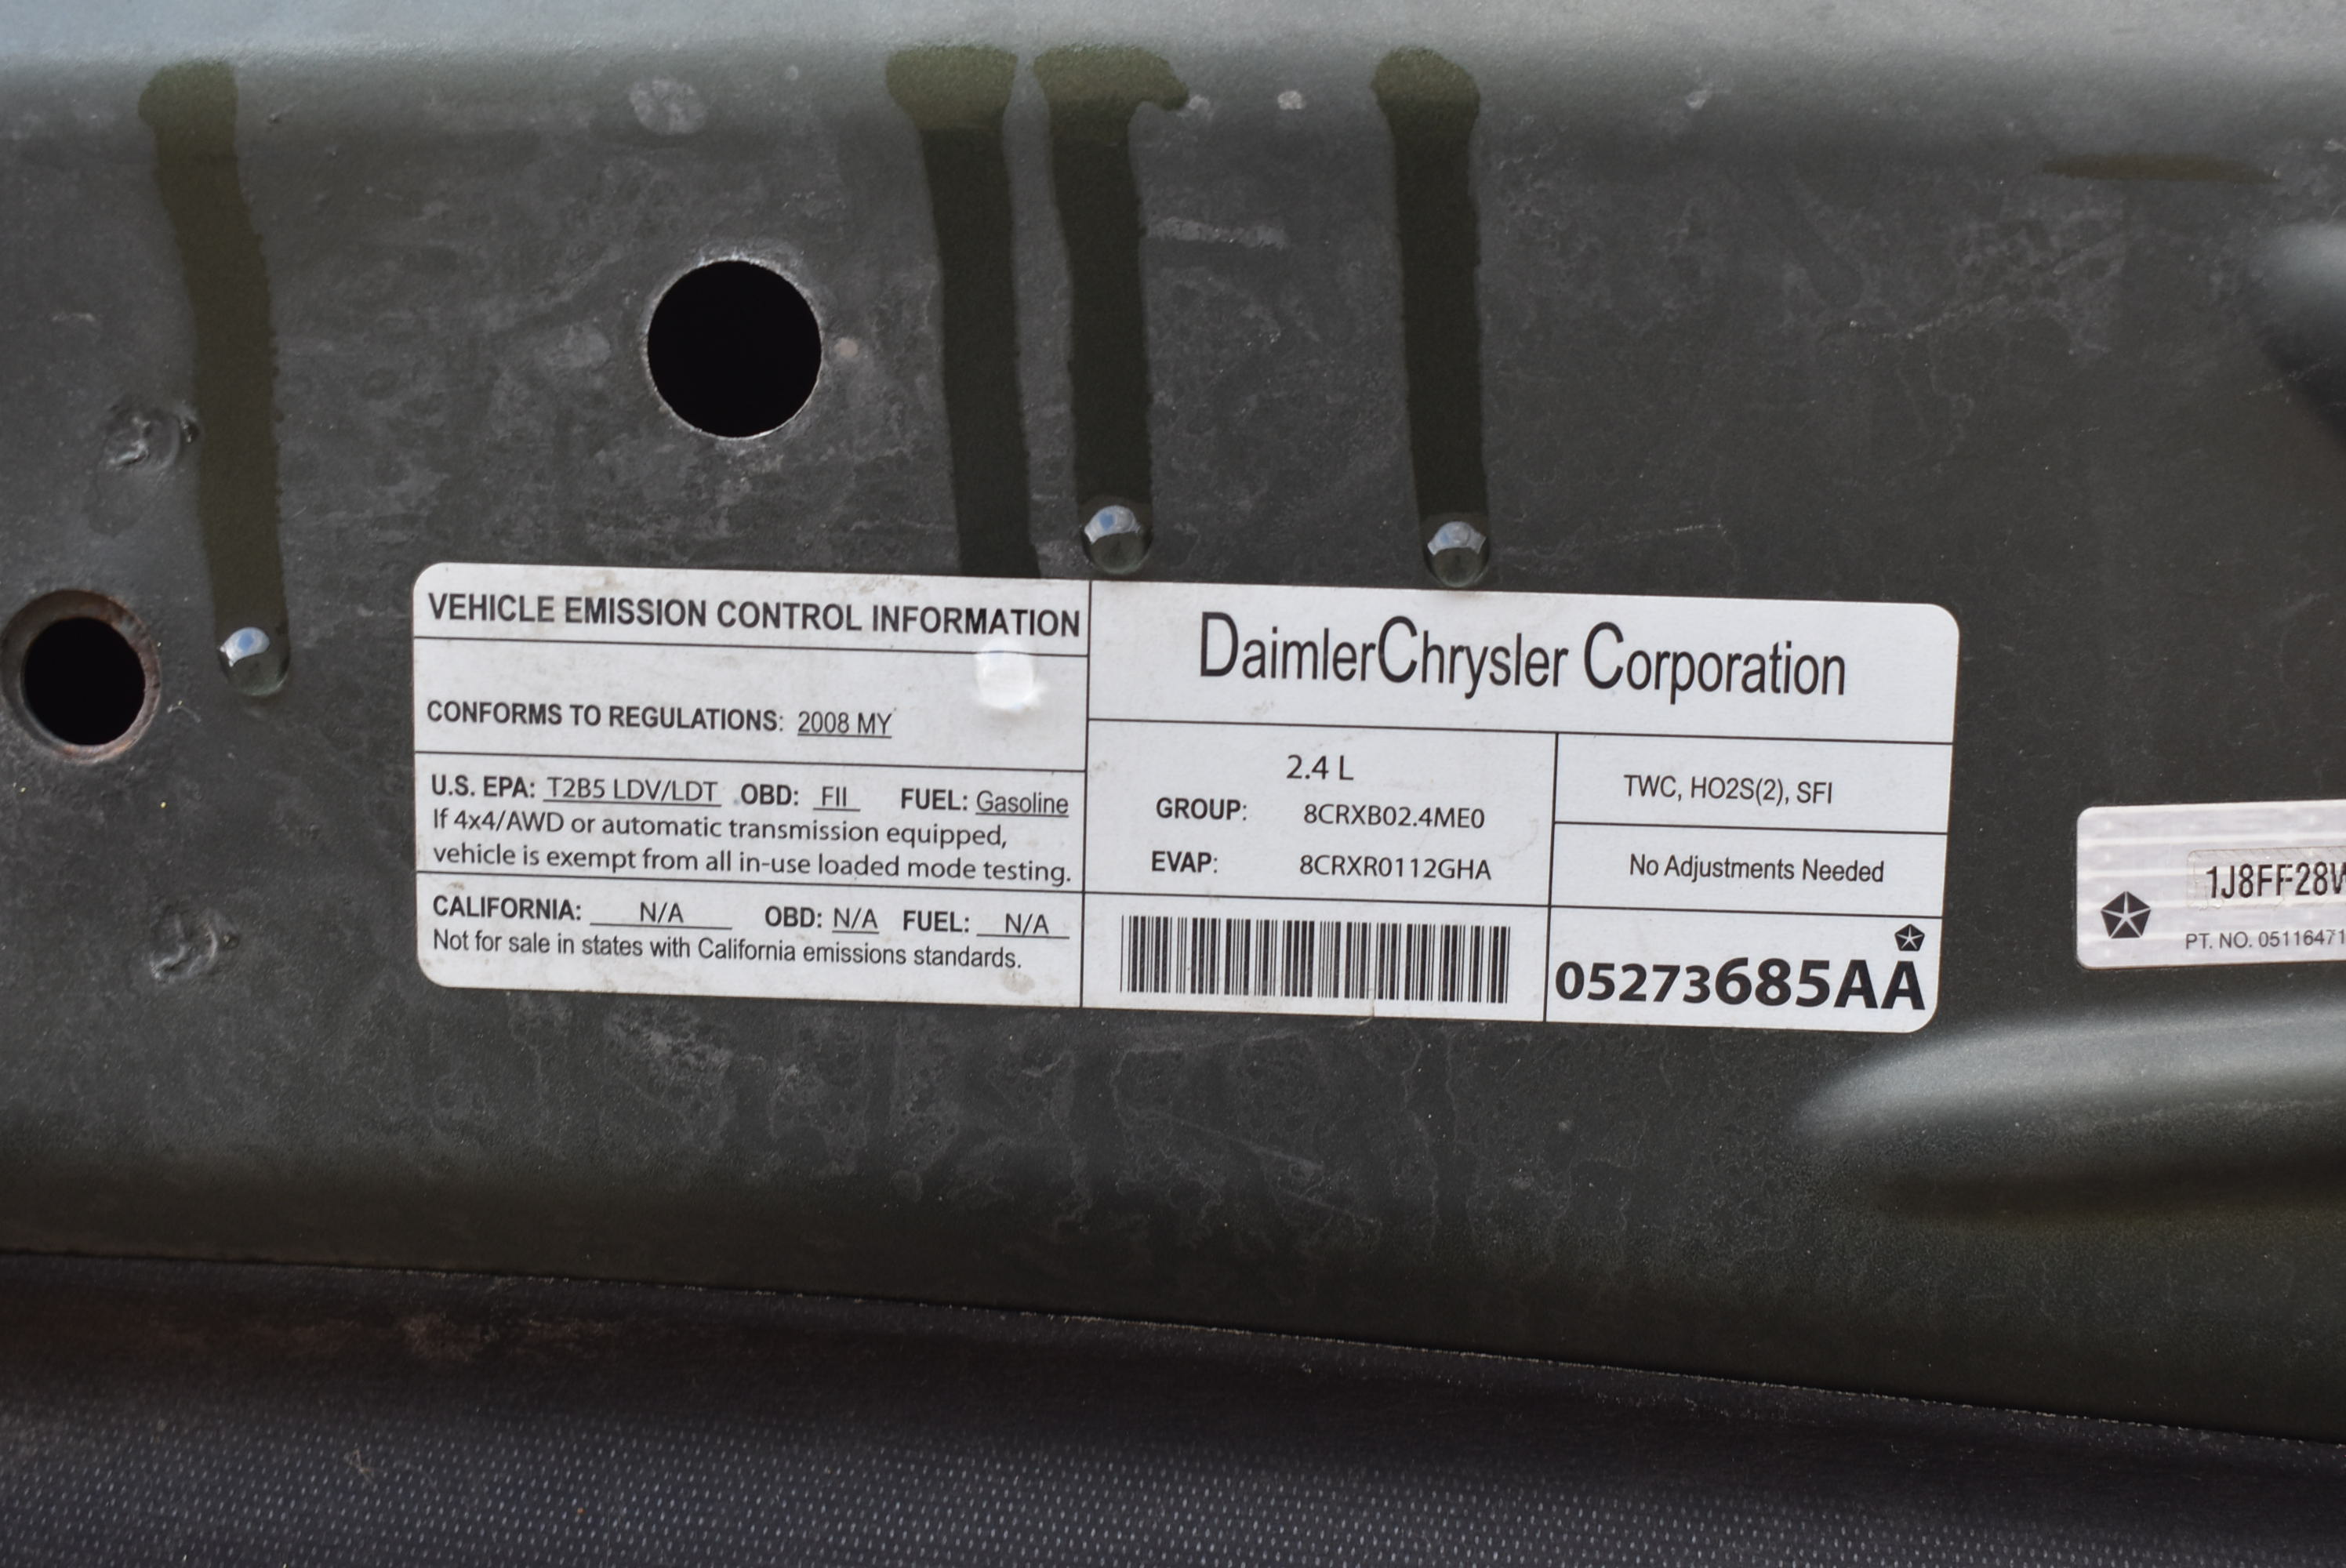 VEHICLE EMISSION CONTROL INFORMATION
CONFORMS TO REGULATIONS: 2008 MY
U.S. EPA: T2B5 LDV/LDT OBD: FII FUEL: Gasoline
If 4x4/AWD or automatic transmission equipped,
vehicle is exempt from all in-use loaded mode testing.
CALIFORNIA: N/A OBD: N/A FUEL: N/A
Not for sale in states with California emissions standards.
DaimlerChrysler Corporation
2.4 L
GROUP: 8CRXB02.4ME0
EVAP: 8CRXR0112GHA
TWC, HO2S(2), SFI
No Adjustments Needed
05273685AA
1J8FF28W
PT. NO. 05116471